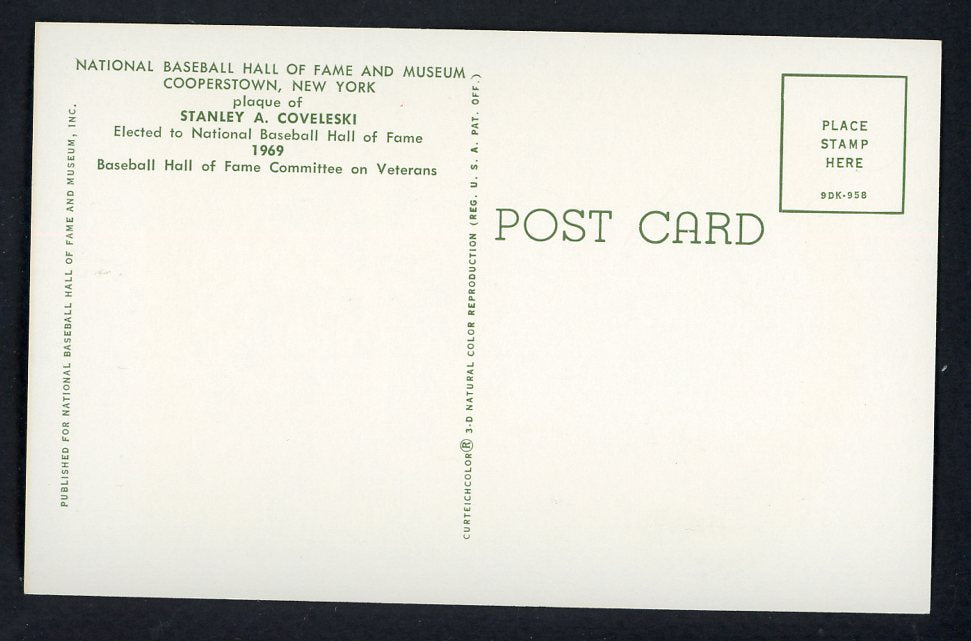 NATIONAL BASEBALL HALL OF FAME AND MUSEUM
COOPERSTOWN, NEW YORK
plaque of
STANLEY A. COVELESKI
Elected to National Baseball Hall of Fame
1969
Baseball Hall of Fame Committee on Veterans
PUBLISHED FOR NATIONAL BASEBALL HALL OF FAME AND MUSEUM, INC.
CURTEICHCOLOR® 3-D NATURAL COLOR REPRODUCTION (REG. U. S. A. PAT. OFF.)
POST CARD
PLACE
STAMP
HERE
9DK-958